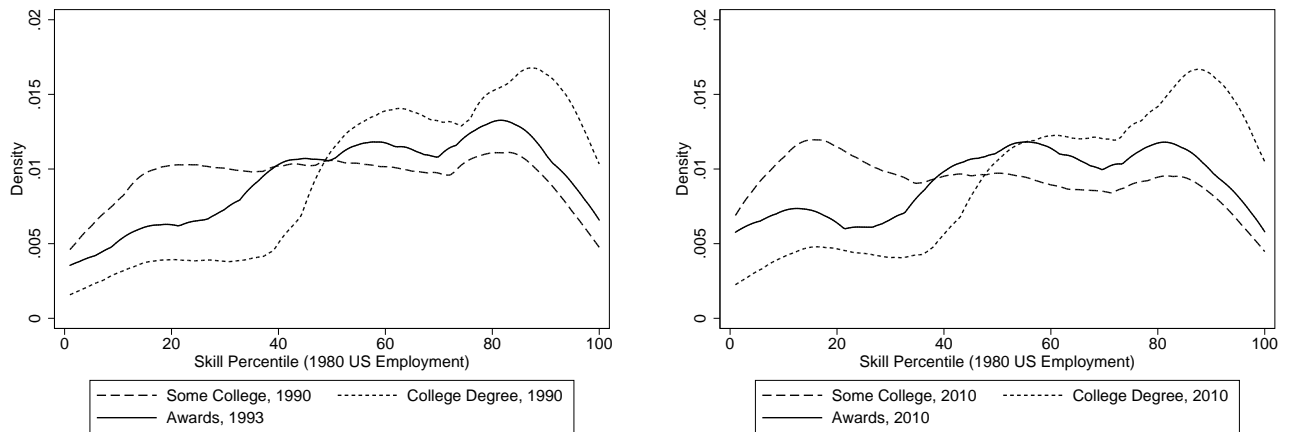 .02
.015
.01
.005
0
Density
0 20 40 60 80 100
Skill Percentile (1980 US Employment)
Some College, 1990 College Degree, 1990
Awards, 1993
.02
.015
.01
.005
0
Density
0 20 40 60 80 100
Skill Percentile (1980 US Employment)
Some College, 2010 College Degree, 2010
Awards, 2010